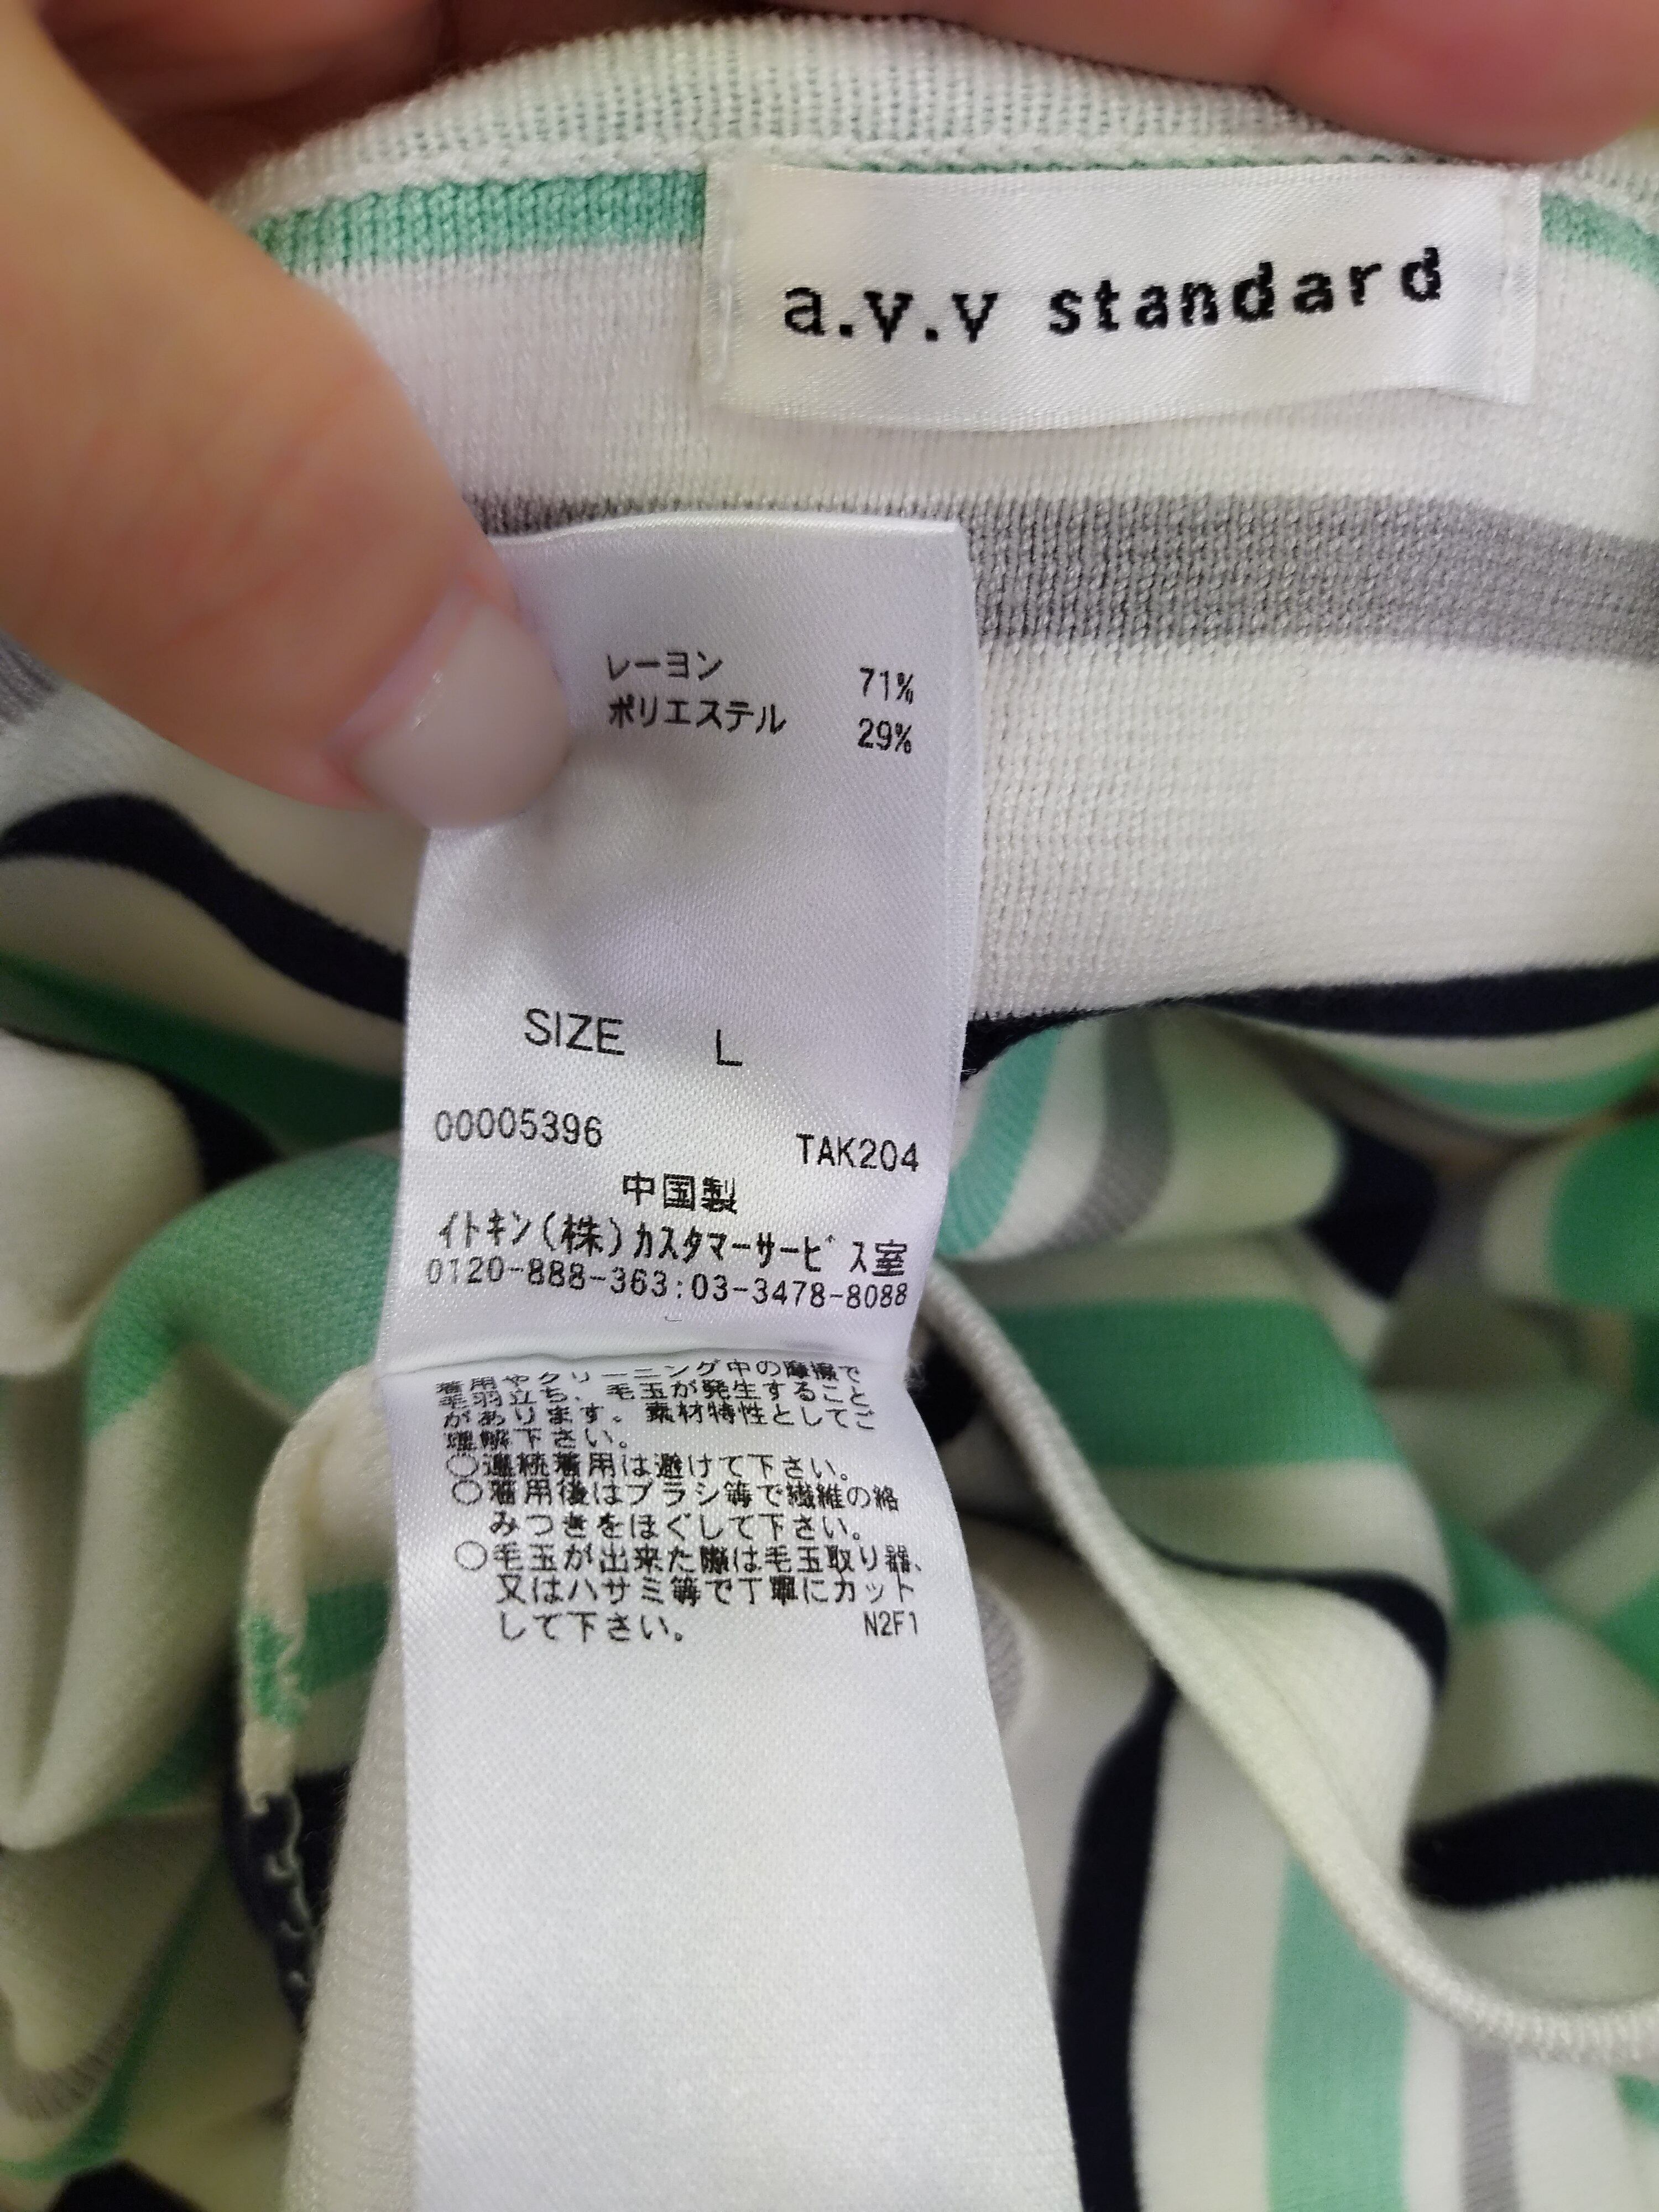 a.v.v standard
レーヨン 71%
ポリエステル 29%
SIZE L
00005396 TAK204
中国製
イトキン(株)カスタマーサービス室
0120-888-363:03-3478-8088
着用やクリーニング中の摩擦で
毛羽立ち、毛玉が発生すること
があります。素材特性としてご
理解下さい。
○連続着用は避けて下さい。
○着用後はブラシ等で繊維の絡
みつきをほぐして下さい。
○毛玉が出来た際は毛玉取り器、
又はハサミ等で丁寧にカット
して下さい。 N2F1